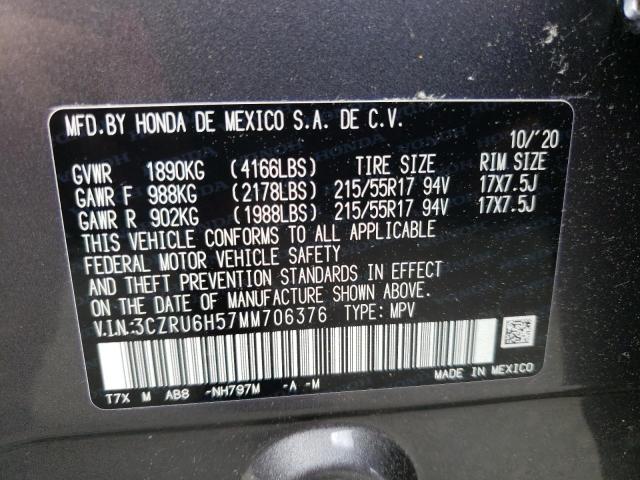 MFD.BY HONDA DE MEXICO S.A. DE C.V.
10/'20
GVWR 1890KG (4166LBS) TIRE SIZE RIM SIZE
GAWR F 988KG (2178LBS) 215/55R17 94V 17X7.5J
GAWR R 902KG (1988LBS) 215/55R17 94V 17X7.5J
THIS VEHICLE CONFORMS TO ALL APPLICABLE
FEDERAL MOTOR VEHICLE SAFETY
AND THEFT PREVENTION STANDARDS IN EFFECT
ON THE DATE OF MANUFACTURE SHOWN ABOVE.
V.I.N:3CZRU6H57MM706376 TYPE: MPV
MADE IN MEXICO
T7X M AB8 -NH797M -A -M